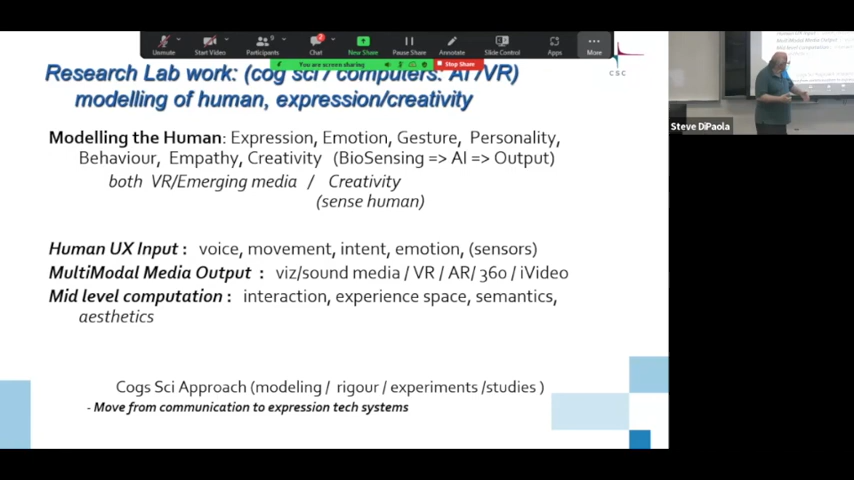 Unmute
Start Video
Participants
9
Chat
2
New Share
Pause Share
Annotate
Slide Control
Apps
More
You are screen sharing
Stop Share
Research Lab work: (cog sci / computers: AI /VR)
modelling of human, expression/creativity
CSC
Modelling the Human: Expression, Emotion, Gesture, Personality,
Behaviour, Empathy, Creativity (BioSensing => AI => Output)
both VR/Emerging media / Creativity
(sense human)
Human UX Input : voice, movement, intent, emotion, (sensors)
MultiModal Media Output : viz/sound media / VR / AR/ 360 / iVideo
Mid level computation : interaction, experience space, semantics,
aesthetics
Cogs Sci Approach (modeling / rigour / experiments /studies )
- Move from communication to expression tech systems
Steve DiPaola